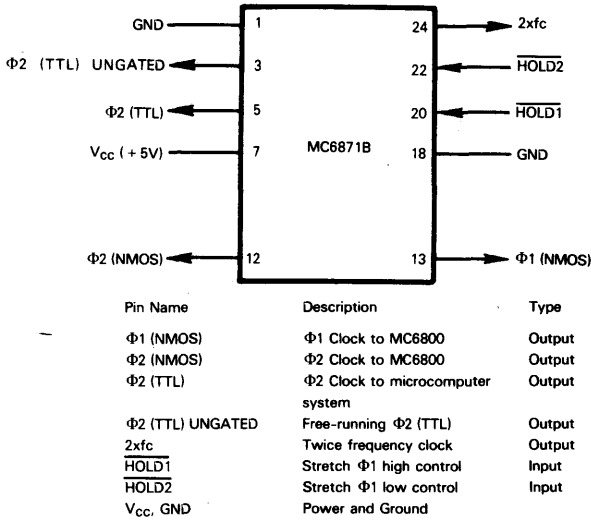 GND 1 24 2xfc
Φ2 (TTL) UNGATED 3 22 HOLD2
Φ2 (TTL) 5 20 HOLD1
VCC (+5V) 7 MC6871B 18 GND
Φ2 (NMOS) 12 13 Φ1 (NMOS)
Pin Name Description Type
Φ1 (NMOS) Φ1 Clock to MC6800 Output
Φ2 (NMOS) Φ2 Clock to MC6800 Output
Φ2 (TTL) Φ2 Clock to microcomputer Output
system
Φ2 (TTL) UNGATED Free-running Φ2 (TTL) Output
2xfc Twice frequency clock Output
HOLD1 Stretch Φ1 high control Input
HOLD2 Stretch Φ1 low control Input
VCC, GND Power and Ground